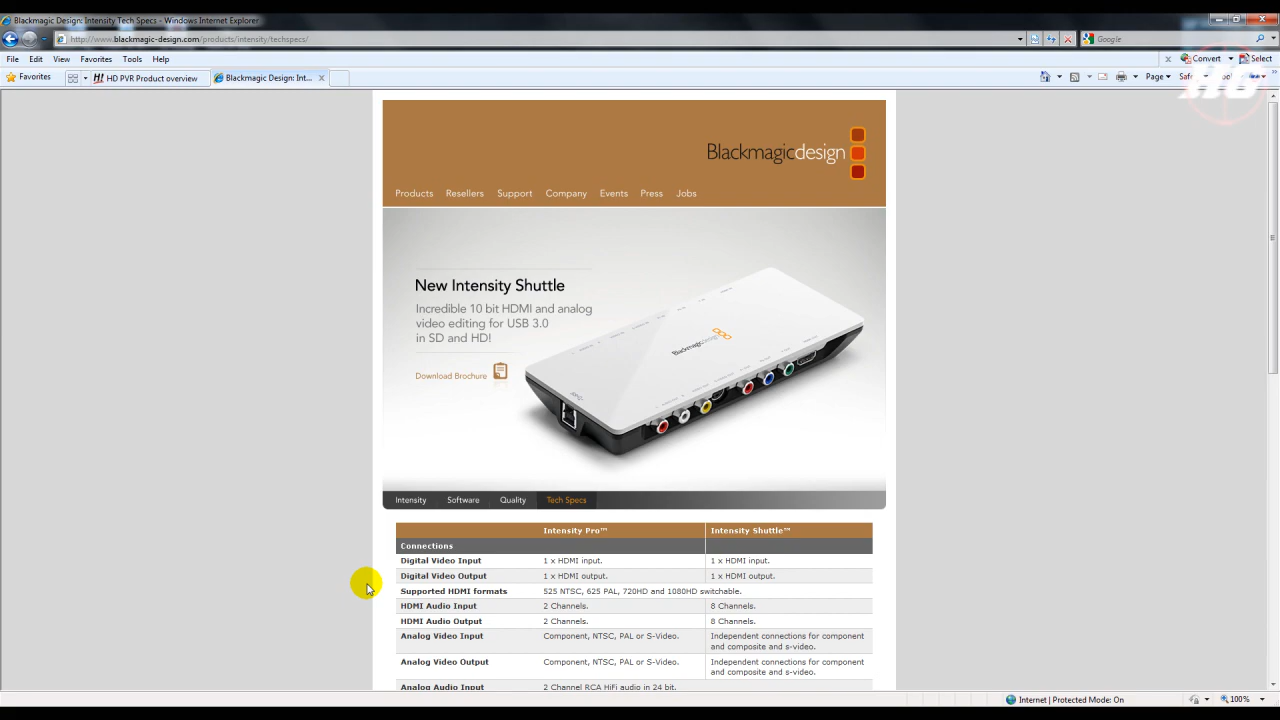 Blackmagic Design: Intensity Tech Specs - Windows Internet Explorer
http://www.blackmagic-design.com/products/intensity/techspecs/
Google
File Edit View Favorites Tools Help
Convert Select
Favorites
HD PVR Product overview
Blackmagic Design: Int...
Page
Blackmagicdesign
Products Resellers Support Company Events Press Jobs
New Intensity Shuttle
Incredible 10 bit HDMI and analog
video editing for USB 3.0
in SD and HD!
Download Brochure
Blackmagicdesign
Intensity Software Quality Tech Specs
Intensity Pro™ Intensity Shuttle™
Connections
Digital Video Input 1 x HDMI input. 1 x HDMI input.
Digital Video Output 1 x HDMI output. 1 x HDMI output.
Supported HDMI formats 525 NTSC, 625 PAL, 720HD and 1080HD switchable.
HDMI Audio Input 2 Channels. 8 Channels.
HDMI Audio Output 2 Channels. 8 Channels.
Analog Video Input Component, NTSC, PAL or S-Video. Independent connections for component
and composite and s-video.
Analog Video Output Component, NTSC, PAL or S-Video. Independent connections for component
and composite and s-video.
Analog Audio Input 2 Channel RCA HiFi audio in 24 bit.
Internet | Protected Mode: On
100%